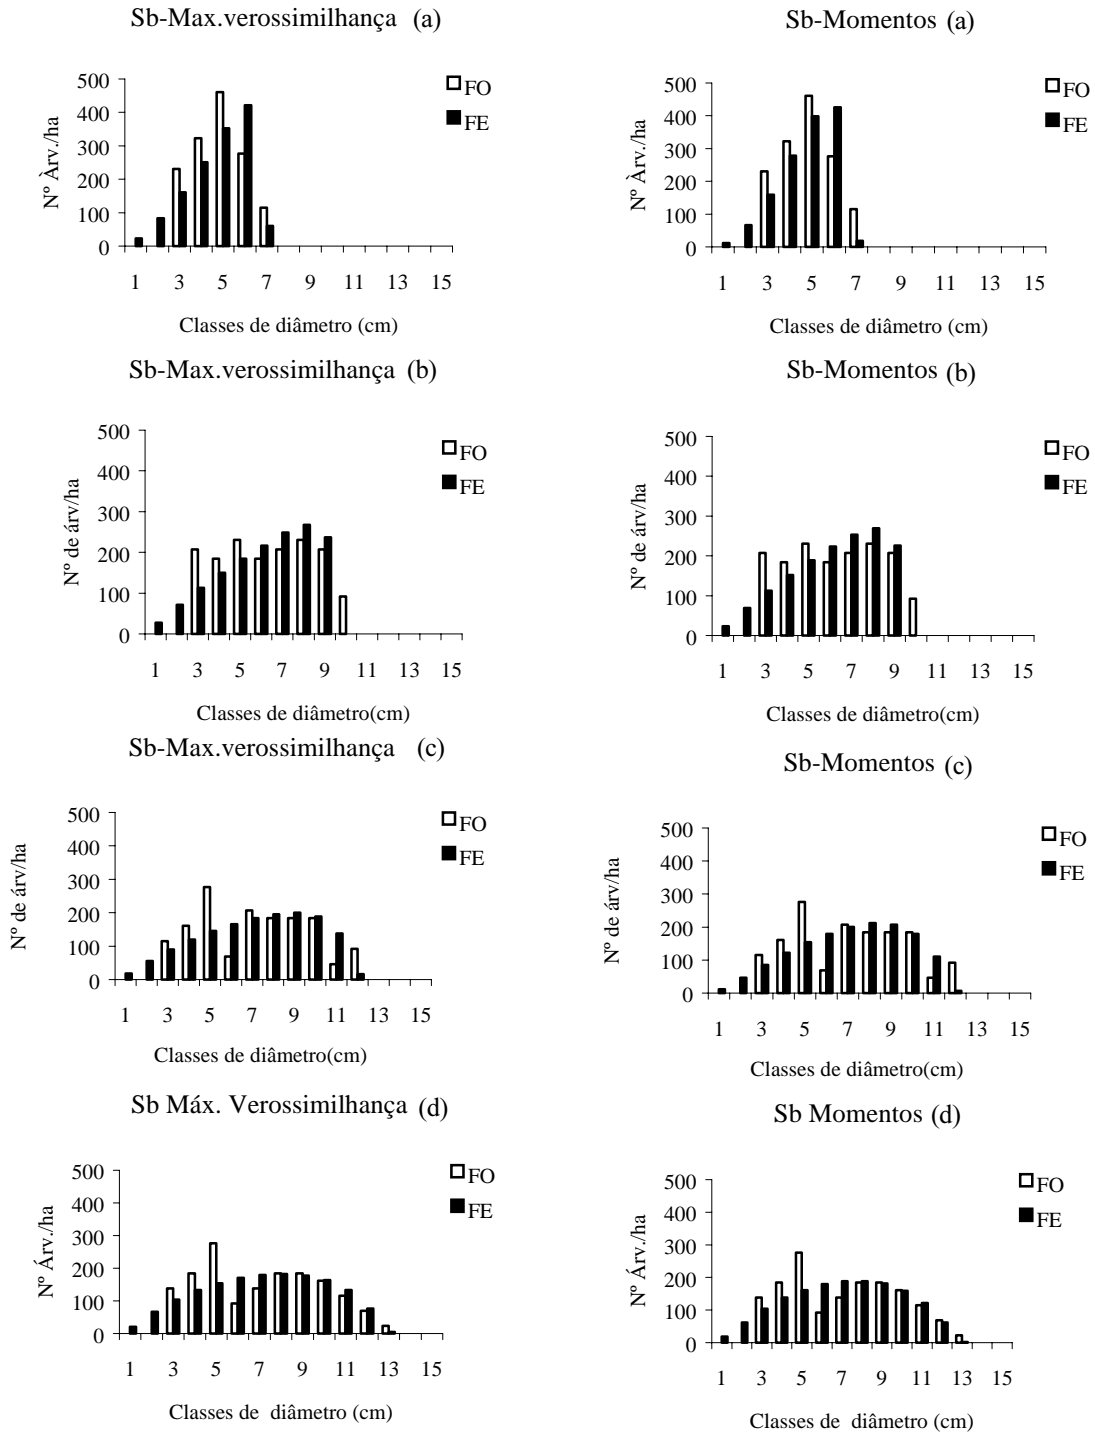 Sb-Max.verossimilhança (a)
500
400
300
200
100
0
Nº Àrv./ha
1 3 5 7 9 11 13 15
Classes de diâmetro (cm)
FO
FE
Sb-Momentos (a)
500
400
300
200
100
0
Nº Àrv./ha
1 3 5 7 9 11 13 15
Classes de diâmetro (cm)
FO
FE
Sb-Max.verossimilhança (b)
500
400
300
200
100
0
Nº de árv/ha
1 3 5 7 9 11 13 15
Classes de diâmetro(cm)
FO
FE
Sb-Momentos (b)
500
400
300
200
100
0
Nº de árv/ha
1 3 5 7 9 11 13 15
Classes de diâmetro(cm)
FO
FE
Sb-Max.verossimilhança (c)
500
400
300
200
100
0
Nº de árv/ha
1 3 5 7 9 11 13 15
Classes de diâmetro(cm)
FO
FE
Sb-Momentos (c)
500
400
300
200
100
0
Nº de árv/ha
1 3 5 7 9 11 13 15
Classes de diâmetro(cm)
FO
FE
Sb Máx. Verossimilhança (d)
500
400
300
200
100
0
Nº Árv./ha
1 3 5 7 9 11 13 15
Classes de diâmetro (cm)
FO
FE
Sb Momentos (d)
500
400
300
200
100
0
Nº Árv./ha
1 3 5 7 9 11 13 15
Classes de diâmetro (cm)
FO
FE